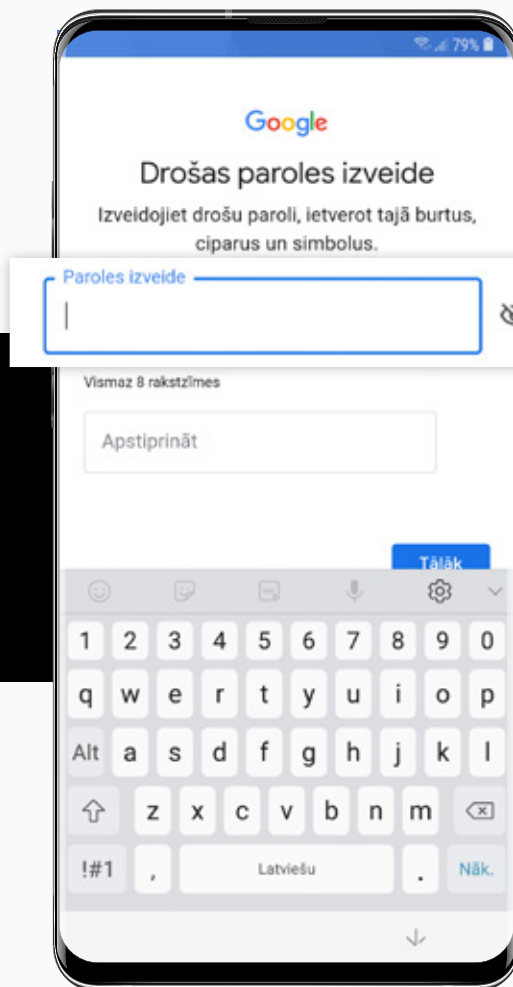 79%
Google
Drošas paroles izveide
Izveidojiet drošu paroli, ietverot tajā burtus,
ciparus un simbolus.
Paroles izveide
Vismaz 8 rakstzīmes
Apstiprināt
Tālāk
1 2 3 4 5 6 7 8 9 0
q w e r t y u i o p
Alt a s d f g h j k l
z x c v b n m
!#1 , Latviešu . Nāk.